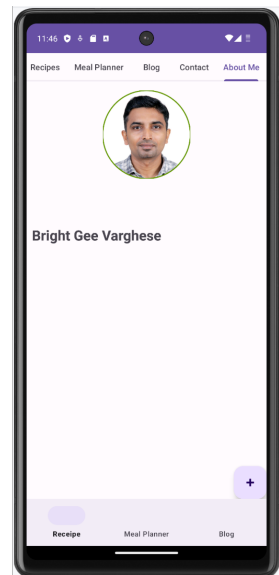 11:46
Recipes Meal Planner Blog Contact About Me
Bright Gee Varghese
+
Receipe Meal Planner Blog